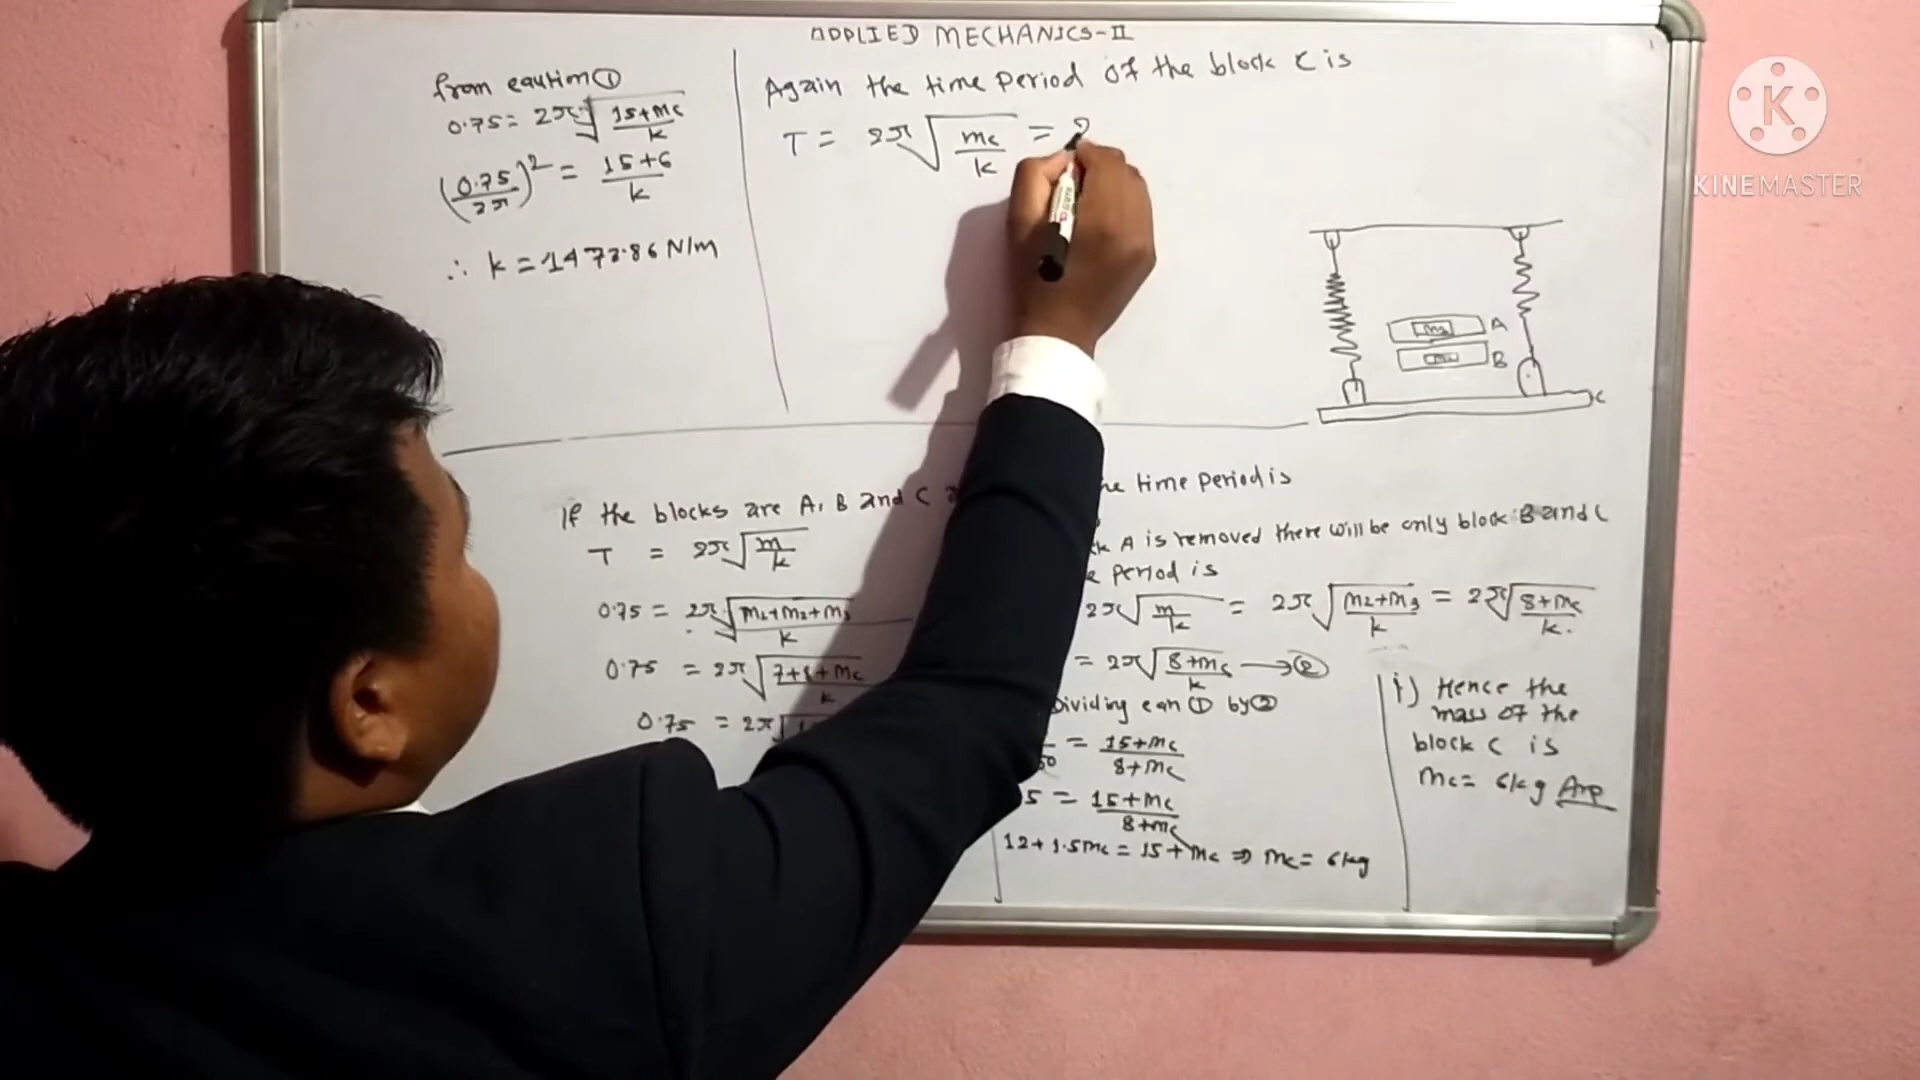 APPLIED MECHANICS-II
from eaution ①
0.75 = 2π √(15+mc / k)
(0.75 / 2π)² = 15+6 / k
∴ k = 1473.86 N/m
Again the time period of the block C is
T = 2π √(mc / k) = 2
K
KINEMASTER
A
B
C
If the blocks are A, B and C
he time period is
T = 2π √(m / k)
0.75 = 2π √(m1+m2+m3 / k)
0.75 = 2π √(7+8+mc / k)
0.75 = 2π
k A is removed there will be only block B and C
e period is
2π √(m / k) = 2π √(m2+m3 / k) = 2π √(8+mc / k)
= 2π √(8+mc / k) → ②
Dividing eqn ① by ②
= 15+mc / 8+mc
5 = 15+mc / 8+mc
12+1.5mc = 15+mc ⇒ mc = 6kg
i) Hence the
mass of the
block C is
mc = 6kg Ans